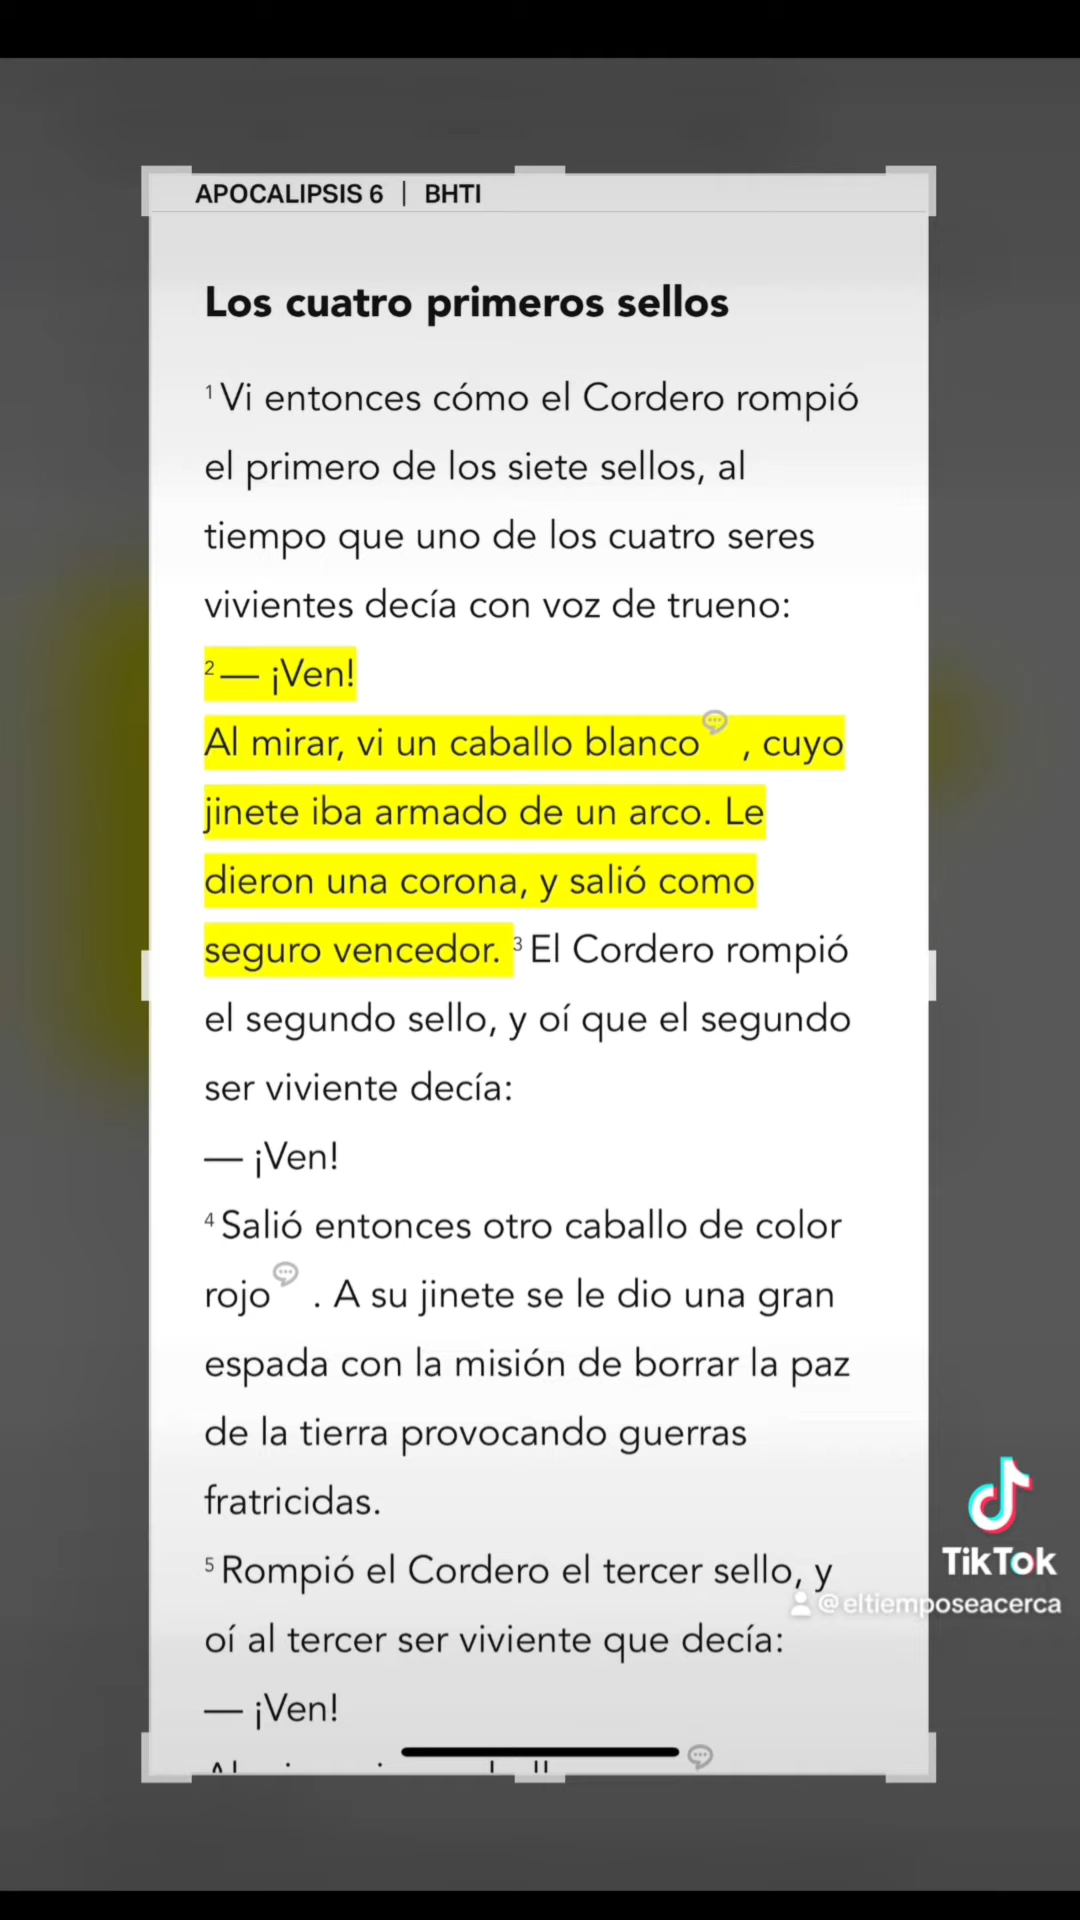 APOCALIPSIS 6 | BHTI
Los cuatro primeros sellos
1 Vi entonces cómo el Cordero rompió
el primero de los siete sellos, al
tiempo que uno de los cuatro seres
vivientes decía con voz de trueno:
2 — ¡Ven!
Al mirar, vi un caballo blanco , cuyo
jinete iba armado de un arco. Le
dieron una corona, y salió como
seguro vencedor. 3 El Cordero rompió
el segundo sello, y oí que el segundo
ser viviente decía:
— ¡Ven!
4 Salió entonces otro caballo de color
rojo . A su jinete se le dio una gran
espada con la misión de borrar la paz
de la tierra provocando guerras
fratricidas.
5 Rompió el Cordero el tercer sello, y
oí al tercer ser viviente que decía:
— ¡Ven!
TikTok
@eltiemposeacerca